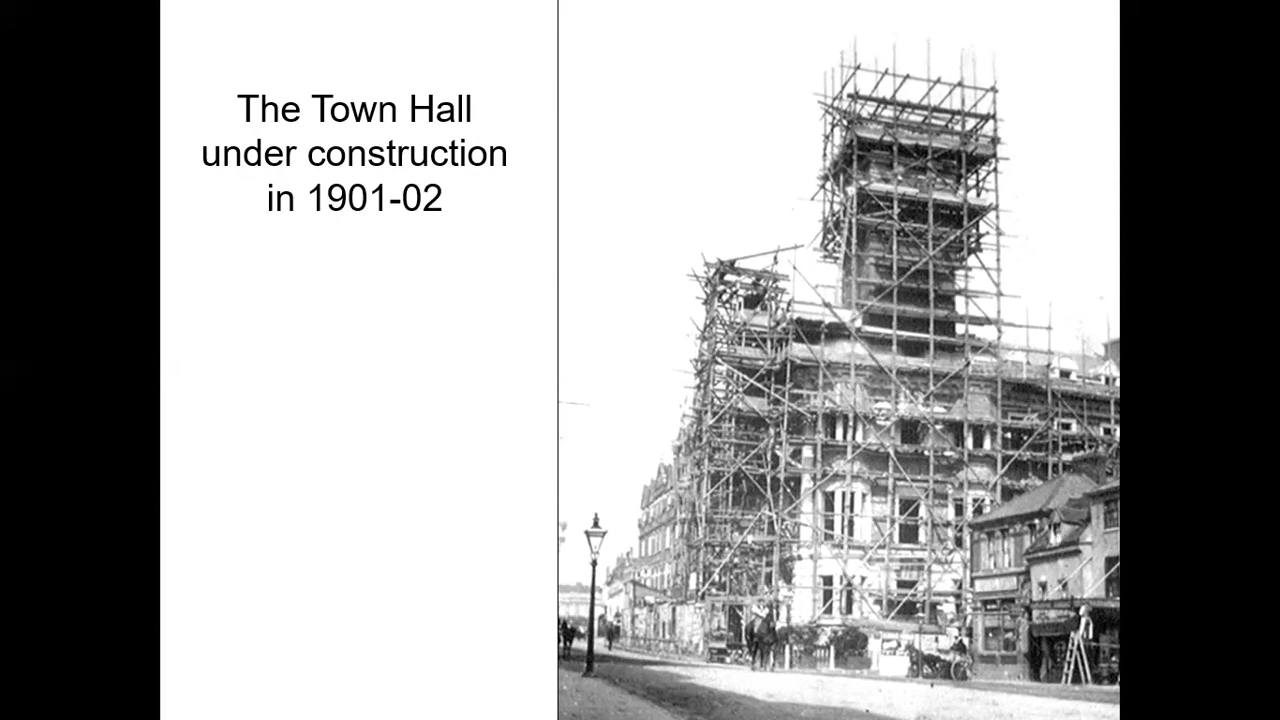 The Town Hall
under construction
in 1901-02